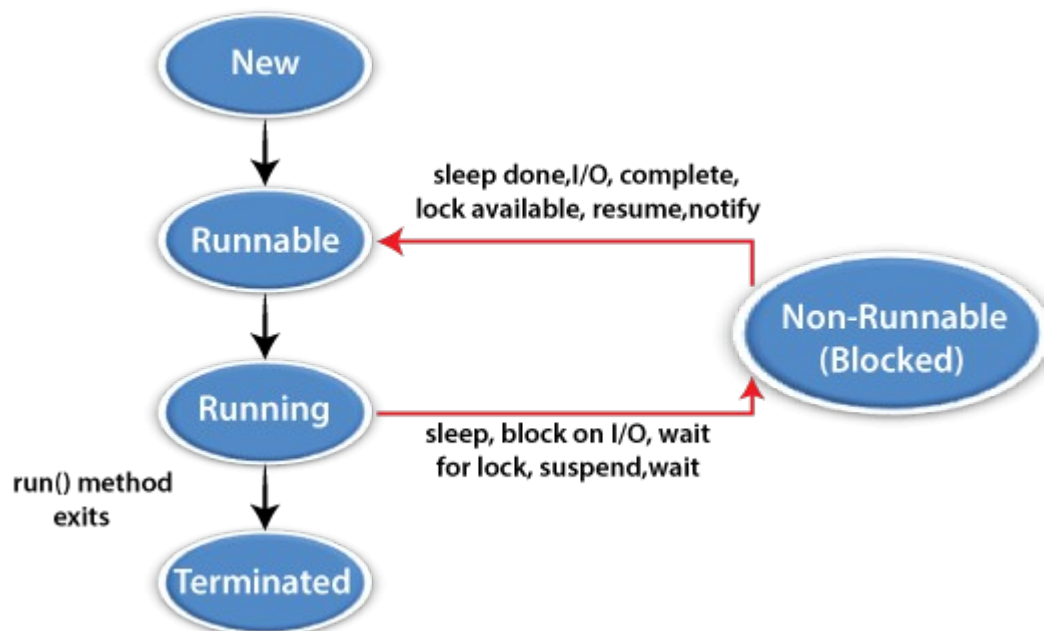 New
sleep done,I/O, complete,
lock available, resume,notify
Runnable
Non-Runnable
(Blocked)
Running
sleep, block on I/O, wait
for lock, suspend,wait
run() method
exits
Terminated